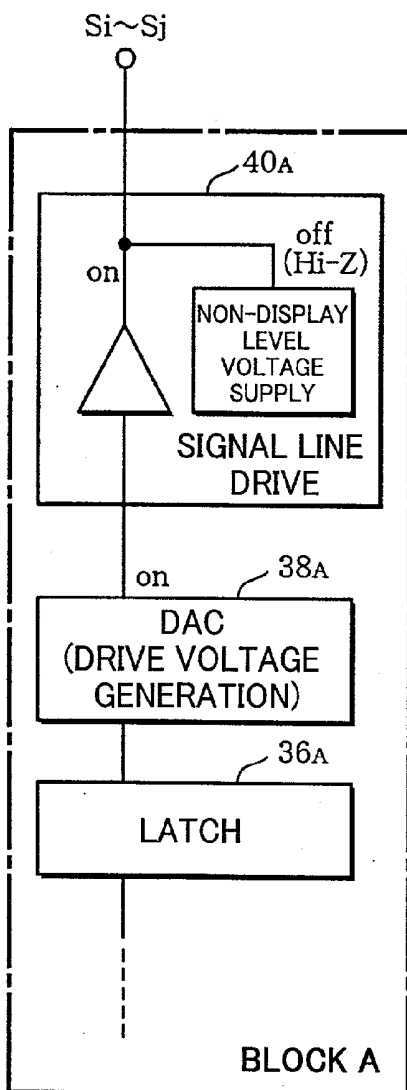 Si~Sj
40A
on
off
(Hi-Z)
NON-DISPLAY
LEVEL
VOLTAGE
SUPPLY
SIGNAL LINE
DRIVE
on
38A
DAC
(DRIVE VOLTAGE
GENERATION)
36A
LATCH
BLOCK A